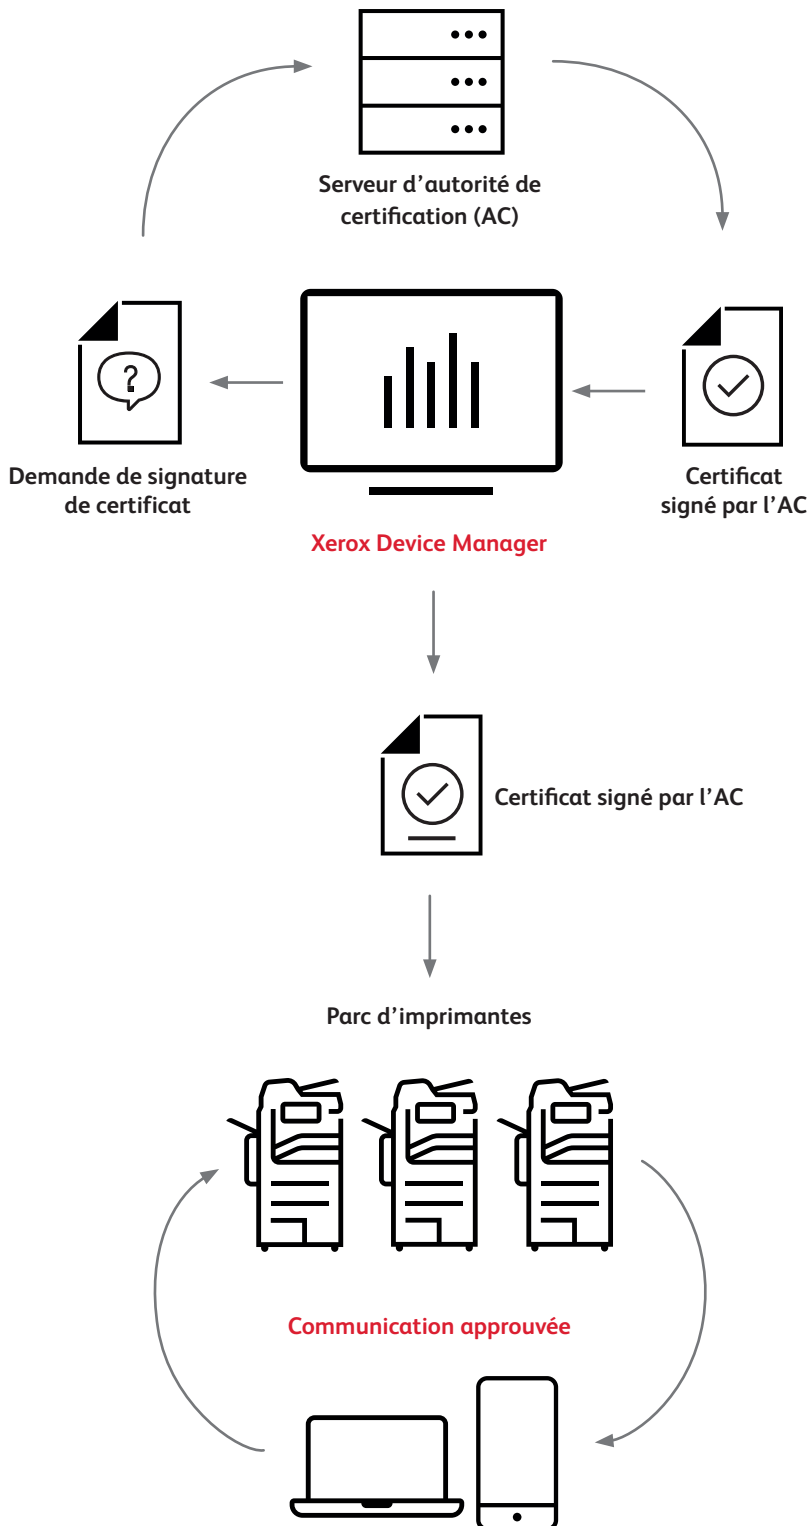 Serveur d’autorité de
certification (AC)
?
Demande de signature
de certificat
Certificat
signé par l’AC
Xerox Device Manager
Certificat signé par l’AC
Parc d’imprimantes
Communication approuvée